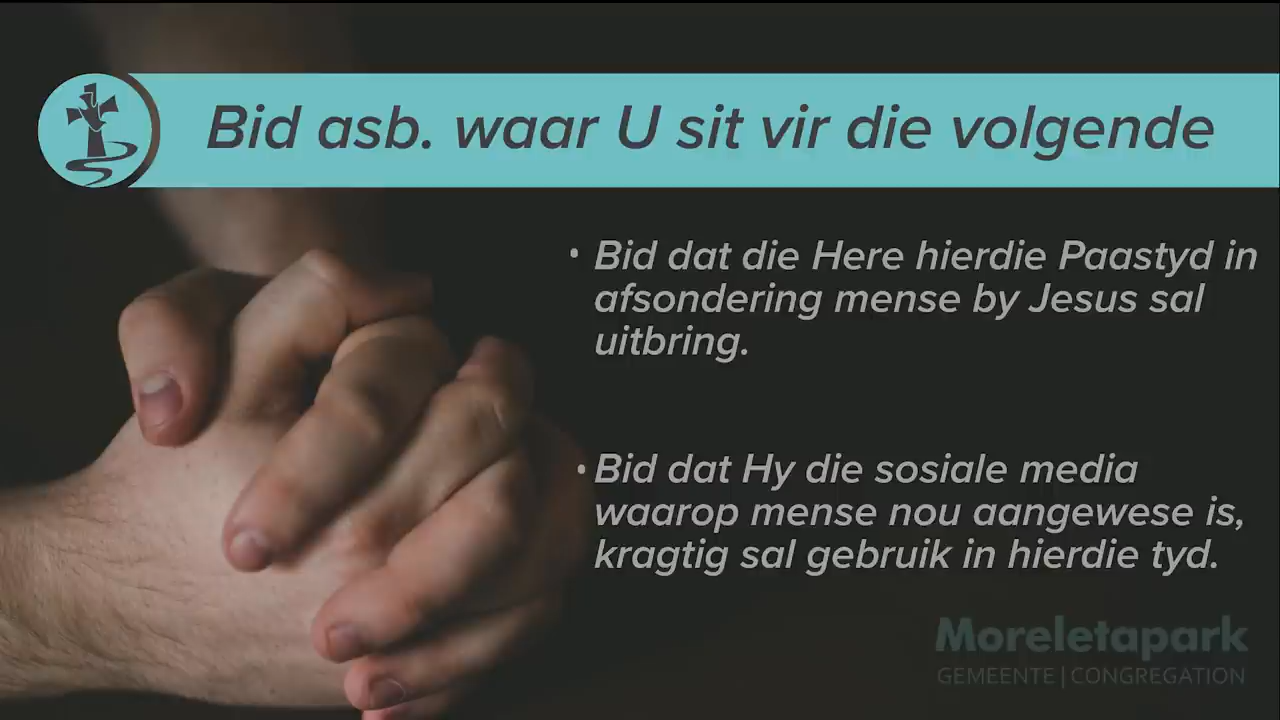 Bid asb. waar U sit vir die volgende
• Bid dat die Here hierdie Paastyd in
afsondering mense by Jesus sal
uitbring.
• Bid dat Hy die sosiale media
waarop mense nou aangewese is,
kragtig sal gebruik in hierdie tyd.
Moreletapark
GEMEENTE | CONGREGATION